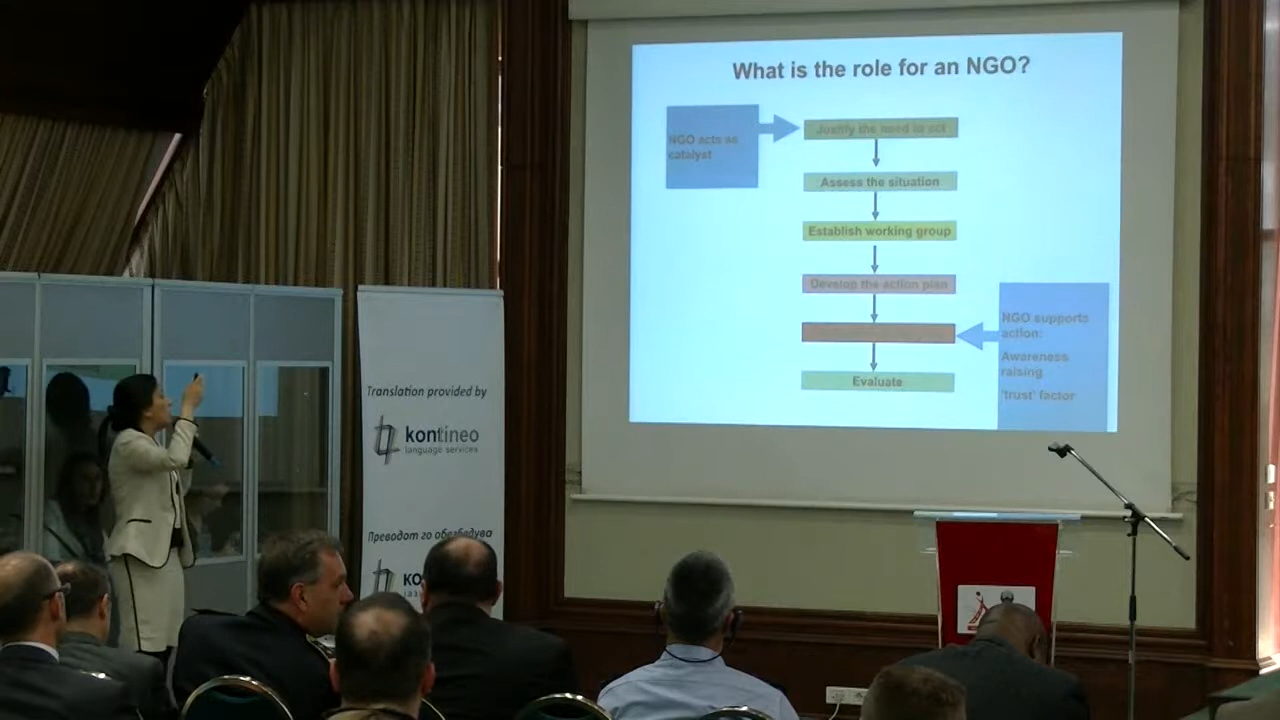 What is the role for an NGO?
NGO acts as
catalyst
Justify the need to act
Assess the situation
Establish working group
Develop the action plan
Evaluate
NGO supports
action:
Awareness
raising
'trust' factor
Translation provided by
kontineo
language services
Преводот го обезбедува